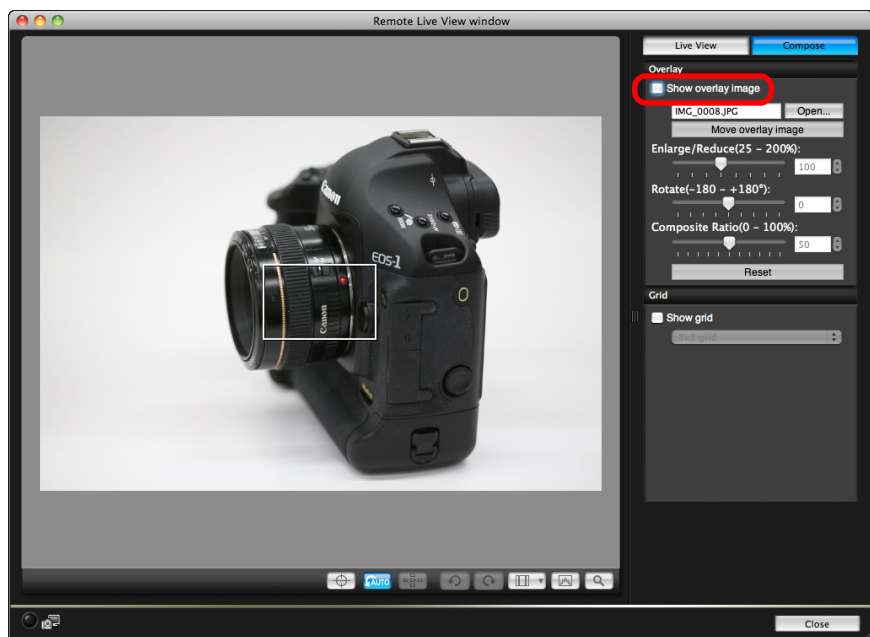 Remote Live View window
Live View
Compose
Overlay
Show overlay image
IMG_0008.JPG
Open...
Move overlay image
Enlarge/Reduce(25 - 200%):
100
Rotate(-180 - +180°):
0
Composite Ratio(0 - 100%):
50
Reset
Grid
Show grid
3x3 grid
Canon
EOS-1
Canon
AUTO
Close